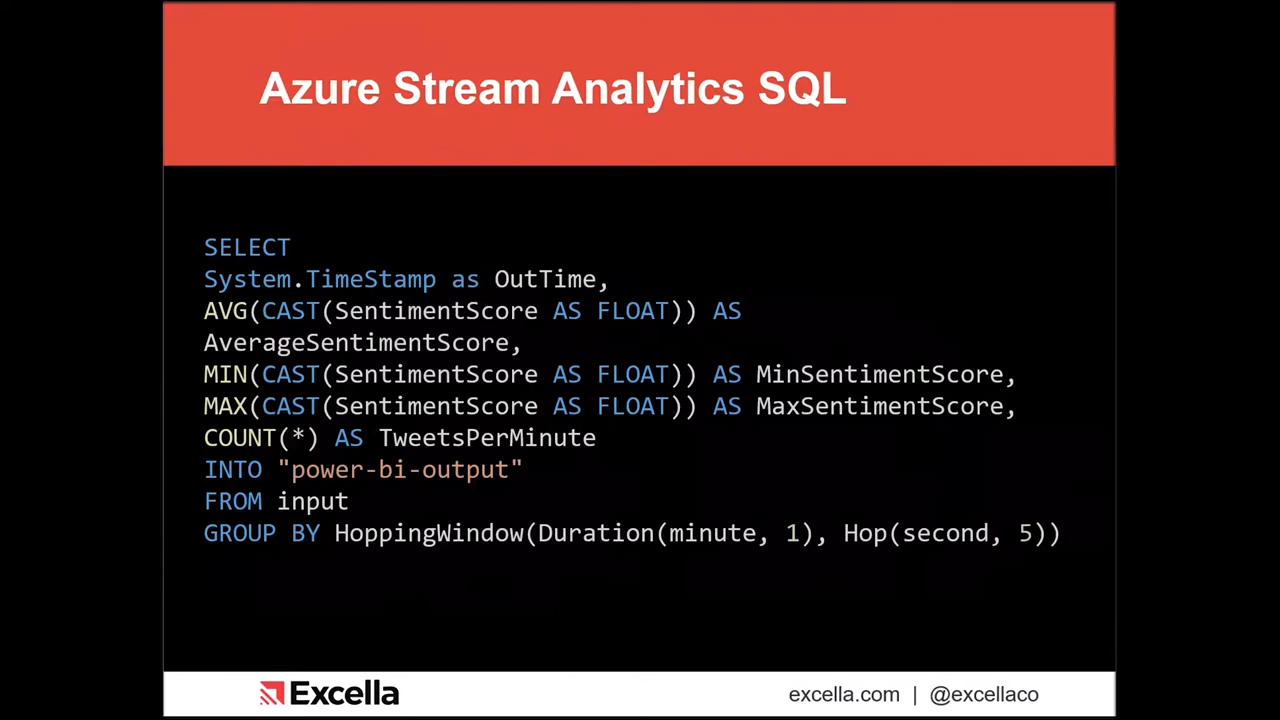 Azure Stream Analytics SQL
SELECT
System.TimeStamp as OutTime,
AVG(CAST(SentimentScore AS FLOAT)) AS
AverageSentimentScore,
MIN(CAST(SentimentScore AS FLOAT)) AS MinSentimentScore,
MAX(CAST(SentimentScore AS FLOAT)) AS MaxSentimentScore,
COUNT(*) AS TweetsPerMinute
INTO "power-bi-output"
FROM input
GROUP BY HoppingWindow(Duration(minute, 1), Hop(second, 5))
Excella
excella.com | @excellaco